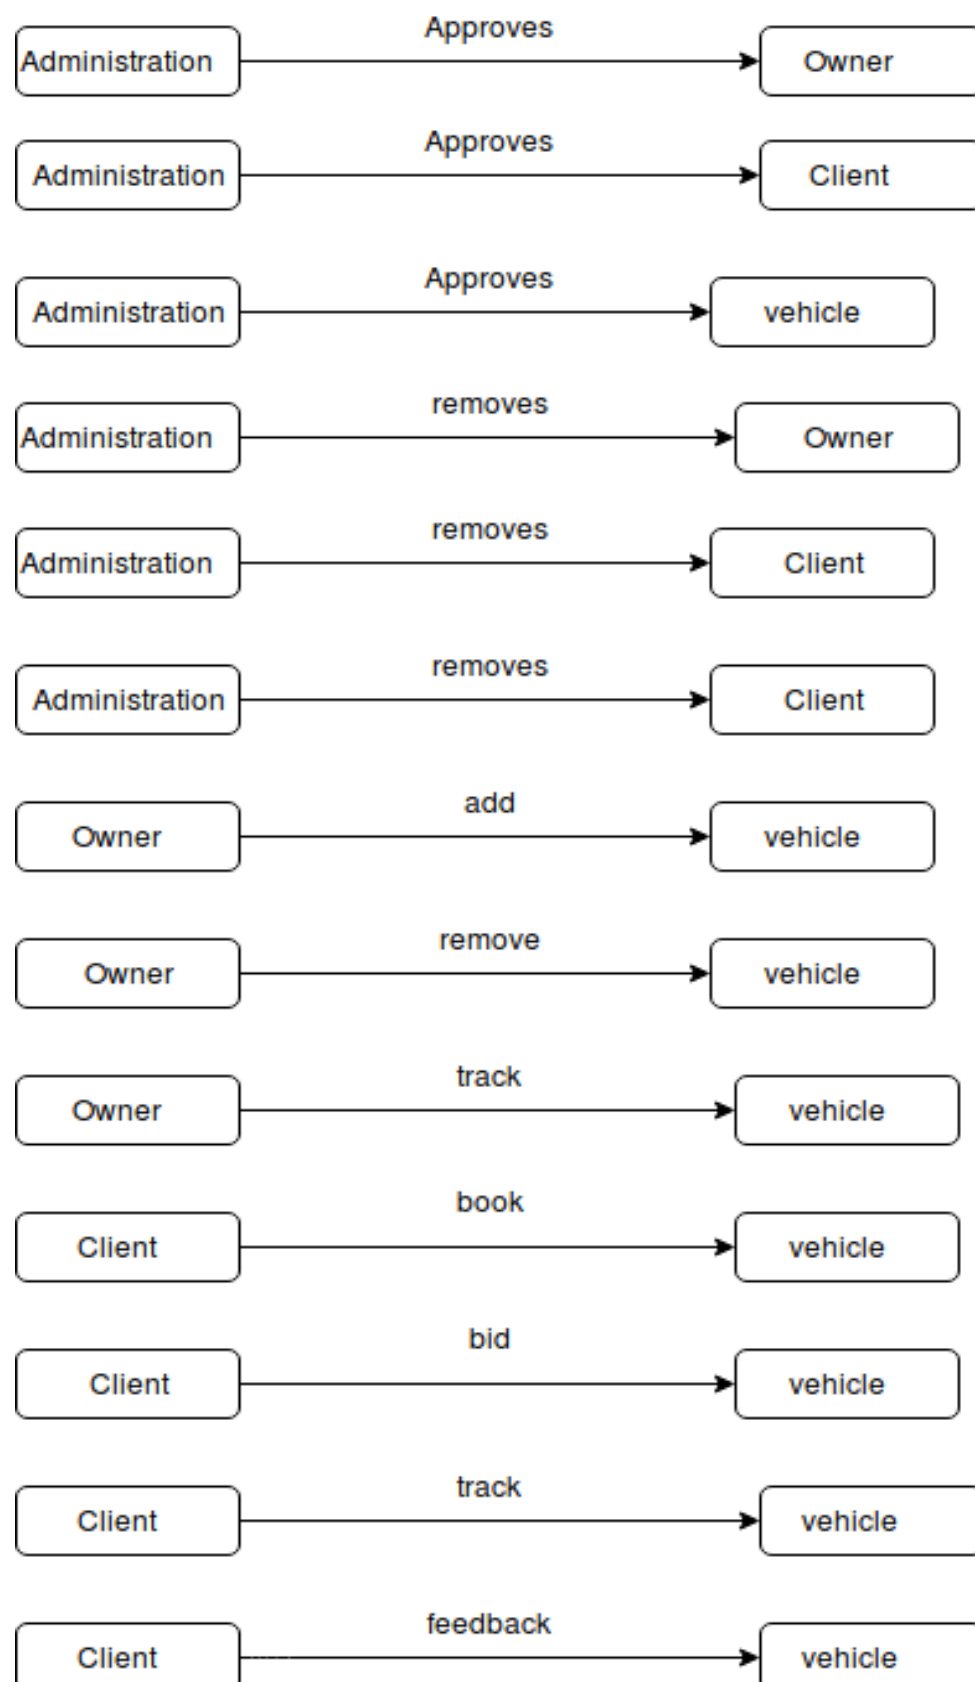 Approves
Administration Owner
Approves
Administration Client
Approves
Administration vehicle
removes
Administration Owner
removes
Administration Client
removes
Administration Client
add
Owner vehicle
remove
Owner vehicle
track
Owner vehicle
book
Client vehicle
bid
Client vehicle
track
Client vehicle
feedback
Client vehicle